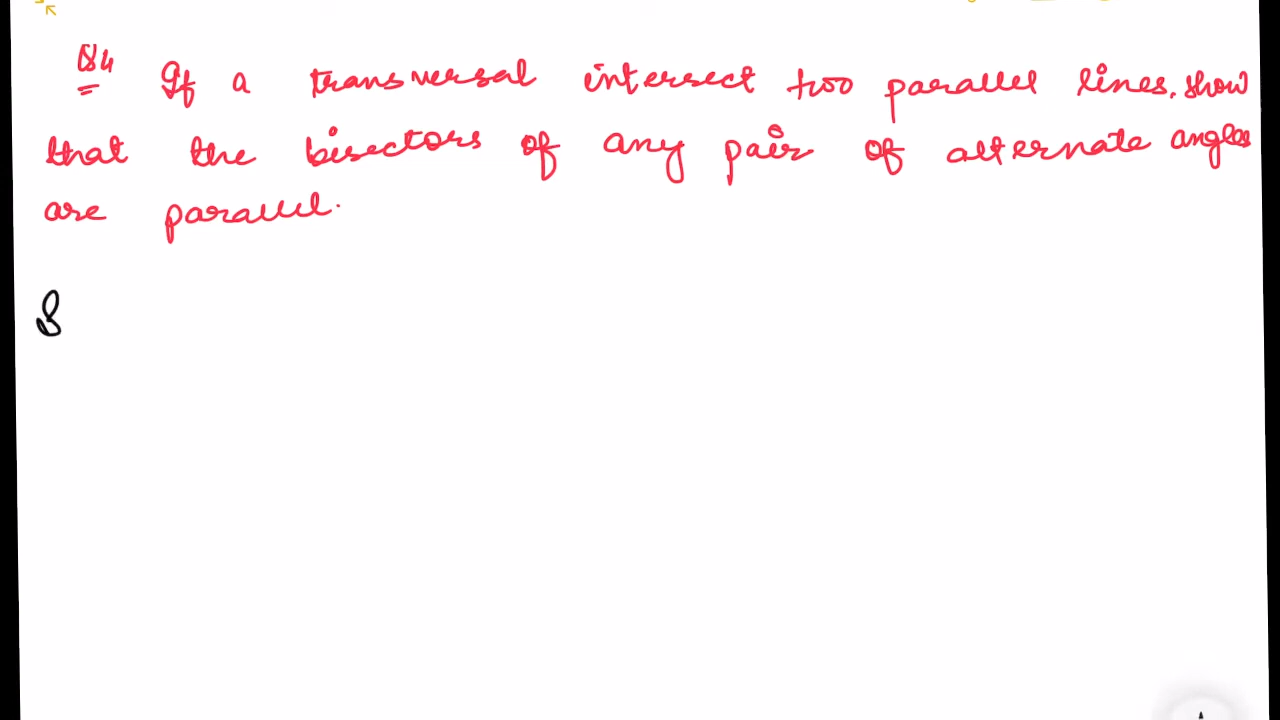 Q4 If a transversal intersect two parallel lines, show
that the bisectors of any pair of alternate angles
are parallel.
S